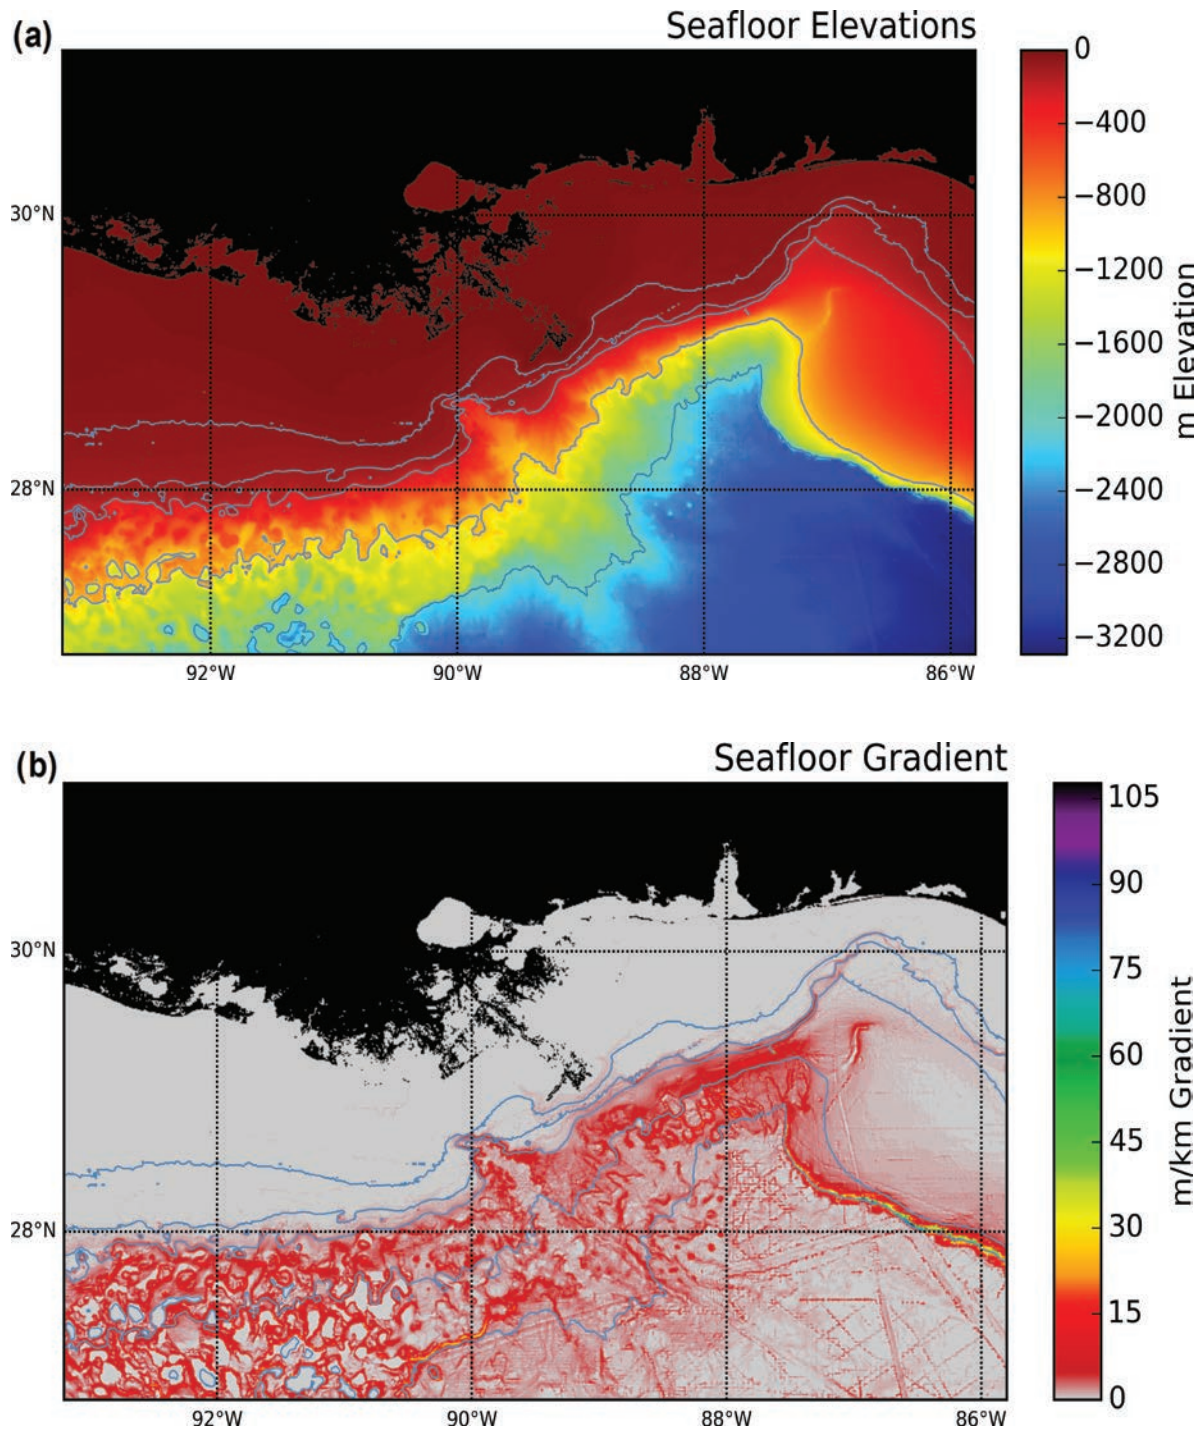 (a)
Seafloor Elevations
30°N
28°N
92°W
90°W
88°W
86°W
0
−400
−800
−1200
−1600
−2000
−2400
−2800
−3200
m Elevation
(b)
Seafloor Gradient
30°N
28°N
92°W
90°W
88°W
86°W
105
90
75
60
45
30
15
0
m/km Gradient